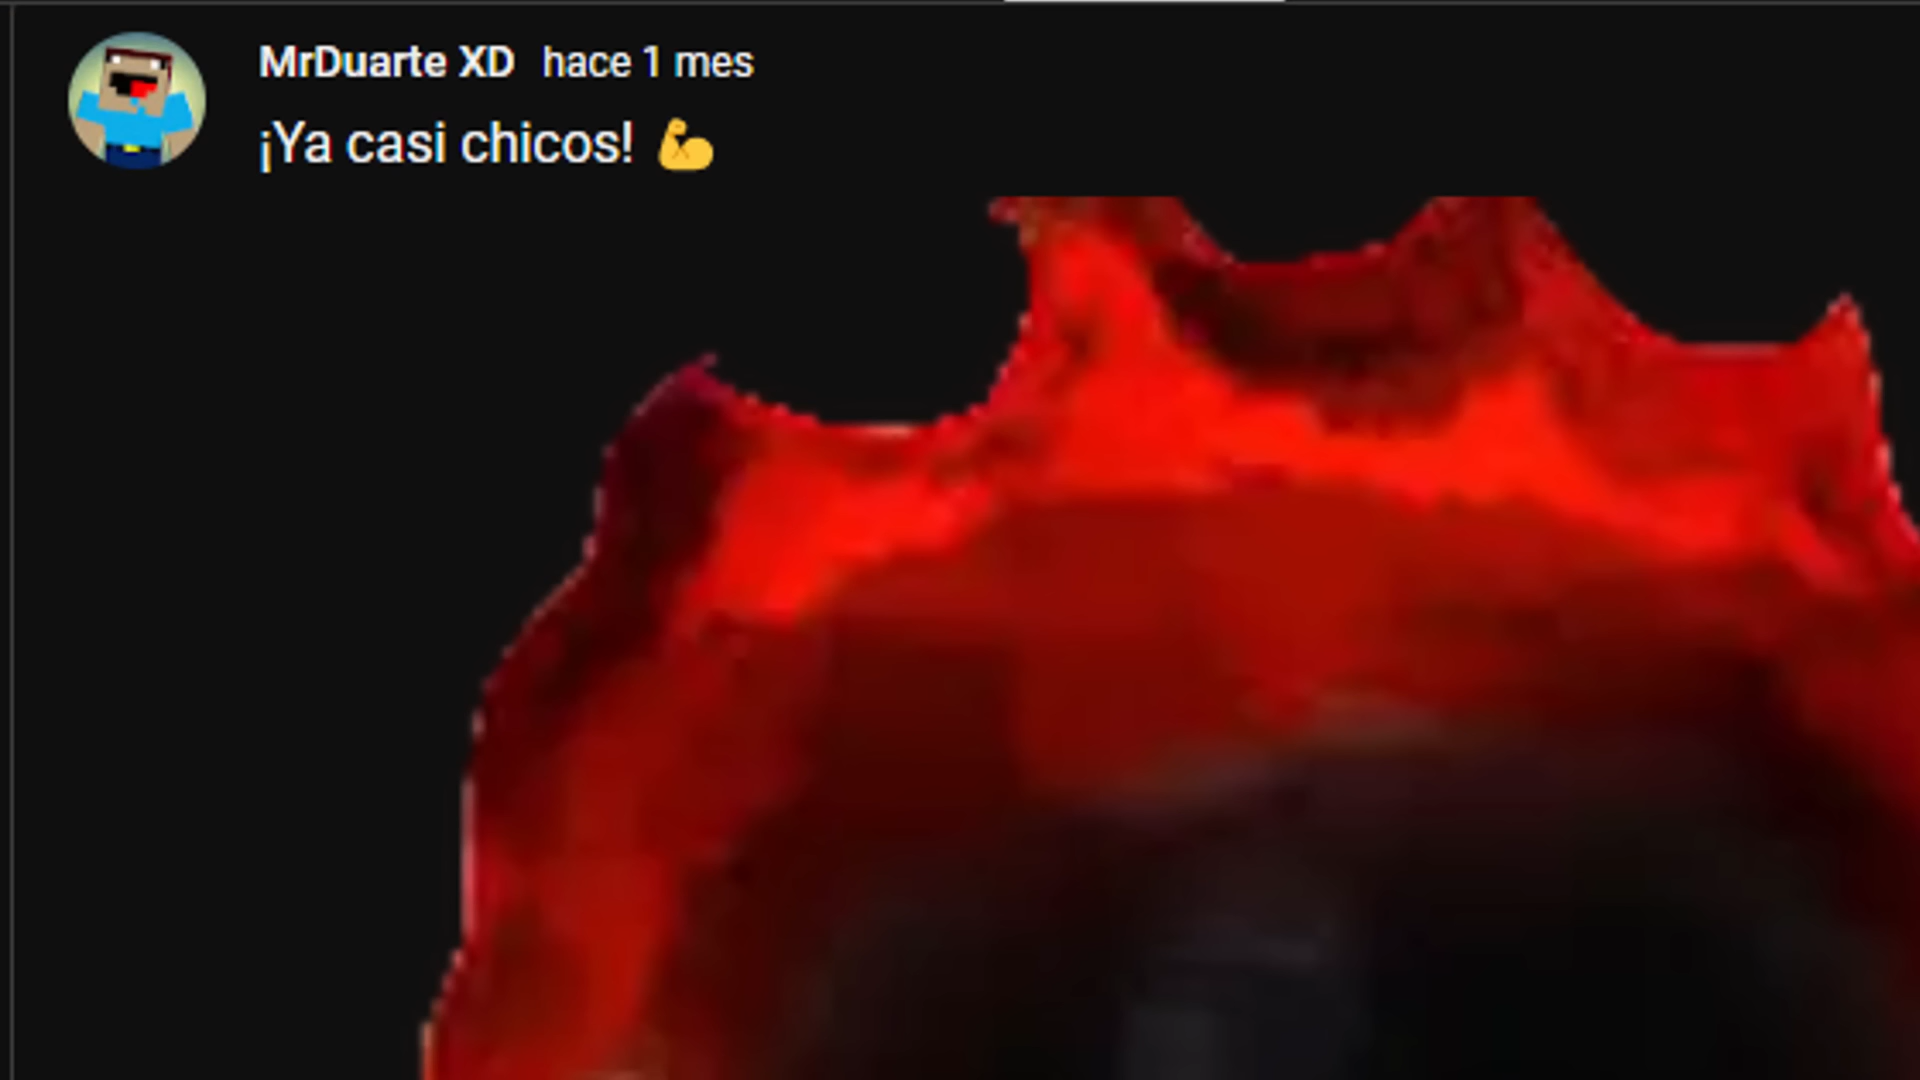 MrDuarte XD hace 1 mes
¡Ya casi chicos! 💪